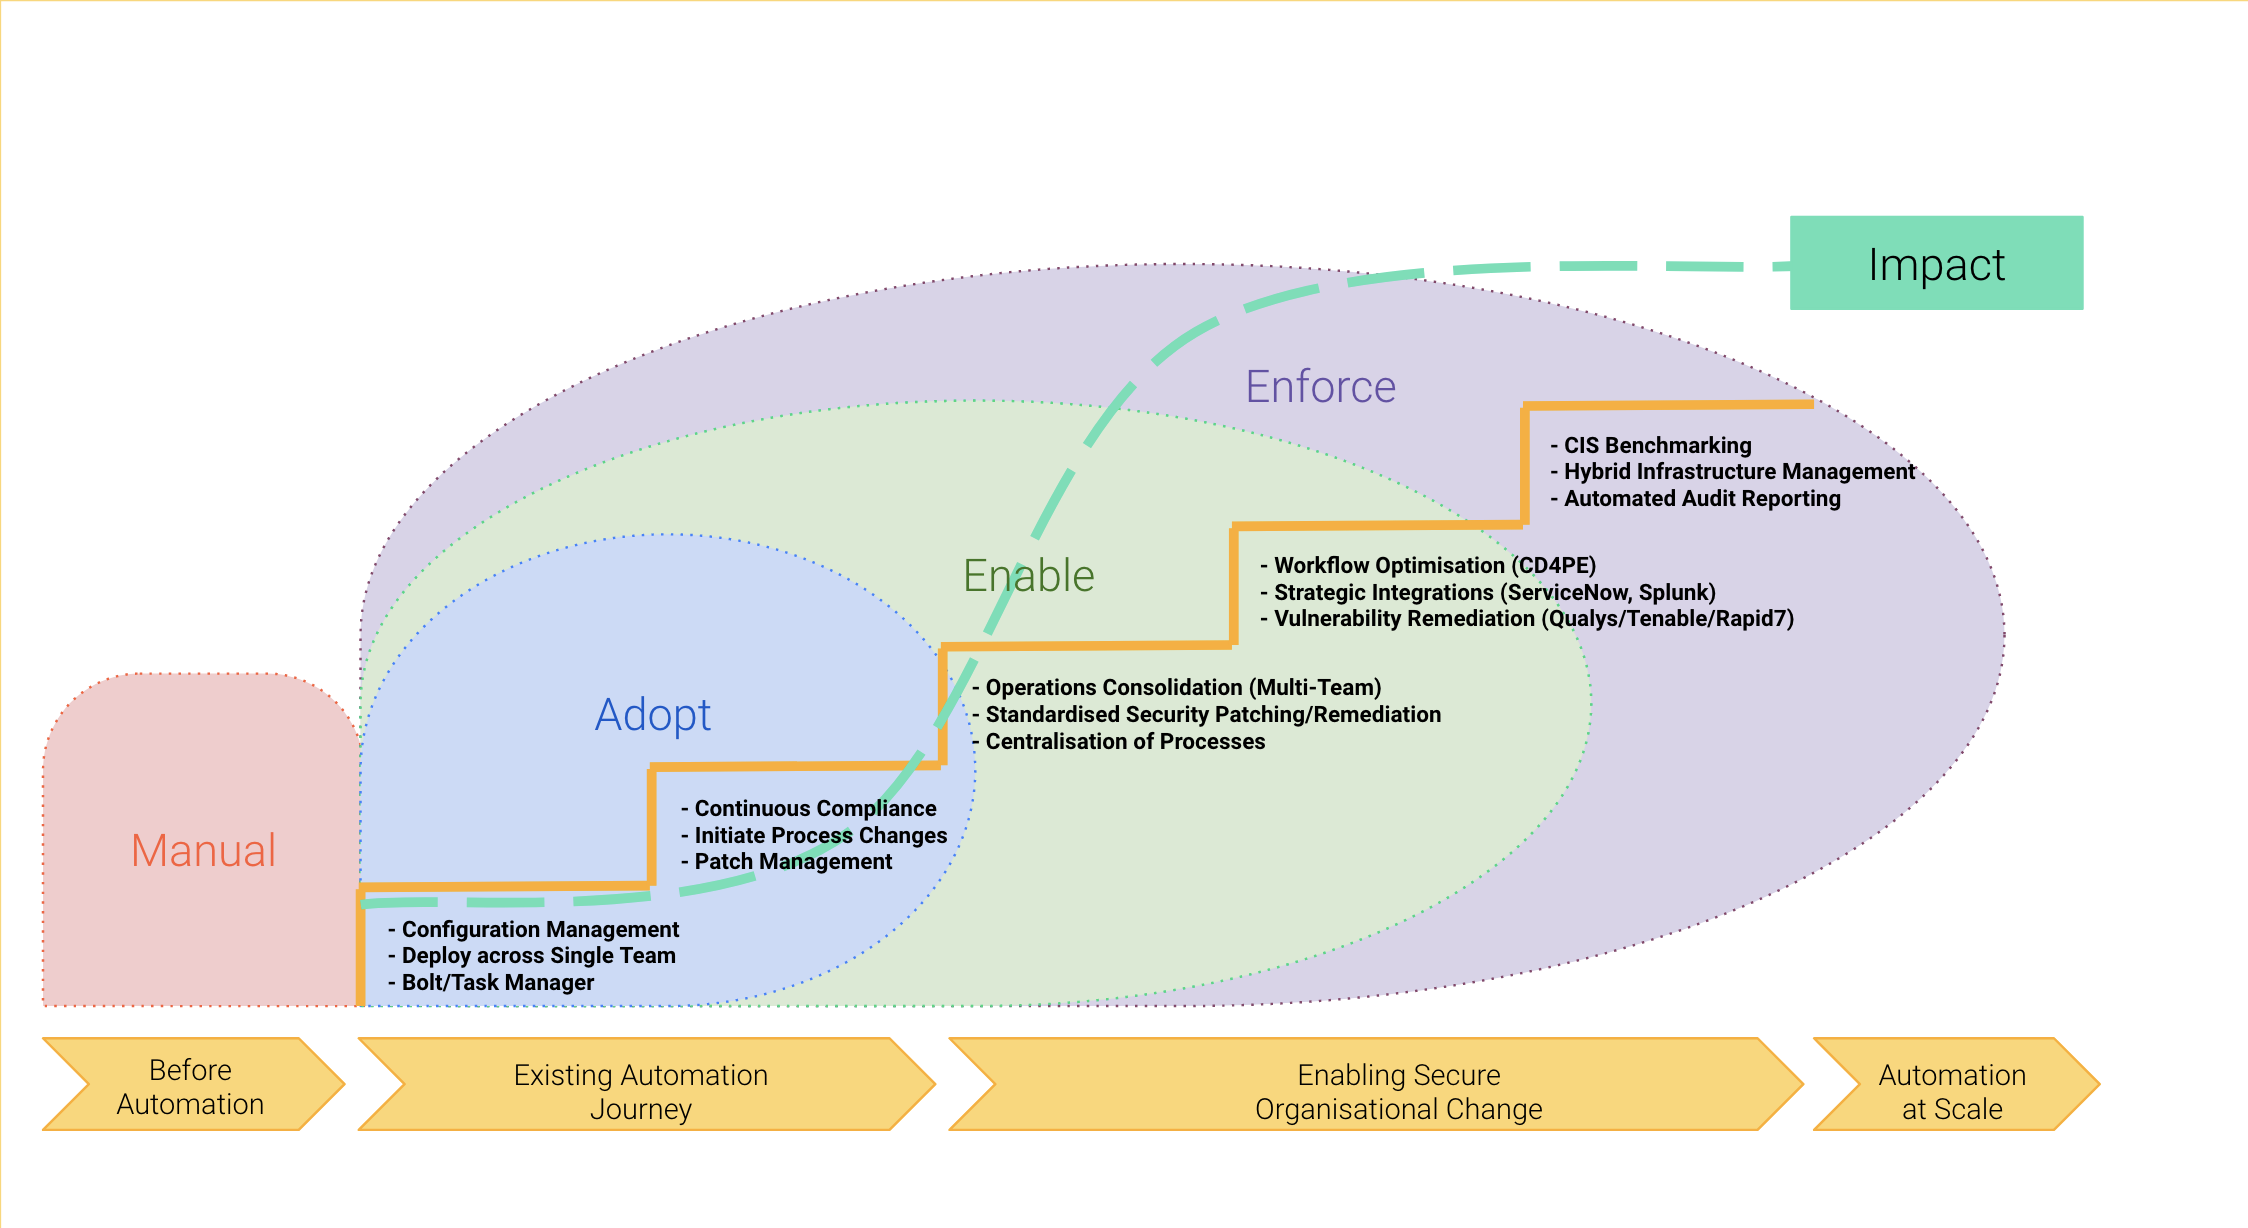 Impact
Enforce
- CIS Benchmarking
- Hybrid Infrastructure Management
- Automated Audit Reporting
Enable
- Workflow Optimisation (CD4PE)
- Strategic Integrations (ServiceNow, Splunk)
- Vulnerability Remediation (Qualys/Tenable/Rapid7)
Adopt
- Operations Consolidation (Multi-Team)
- Standardised Security Patching/Remediation
- Centralisation of Processes
Manual
- Continuous Compliance
- Initiate Process Changes
- Patch Management
- Configuration Management
- Deploy across Single Team
- Bolt/Task Manager
Before
Automation
Existing Automation
Journey
Enabling Secure
Organisational Change
Automation
at Scale